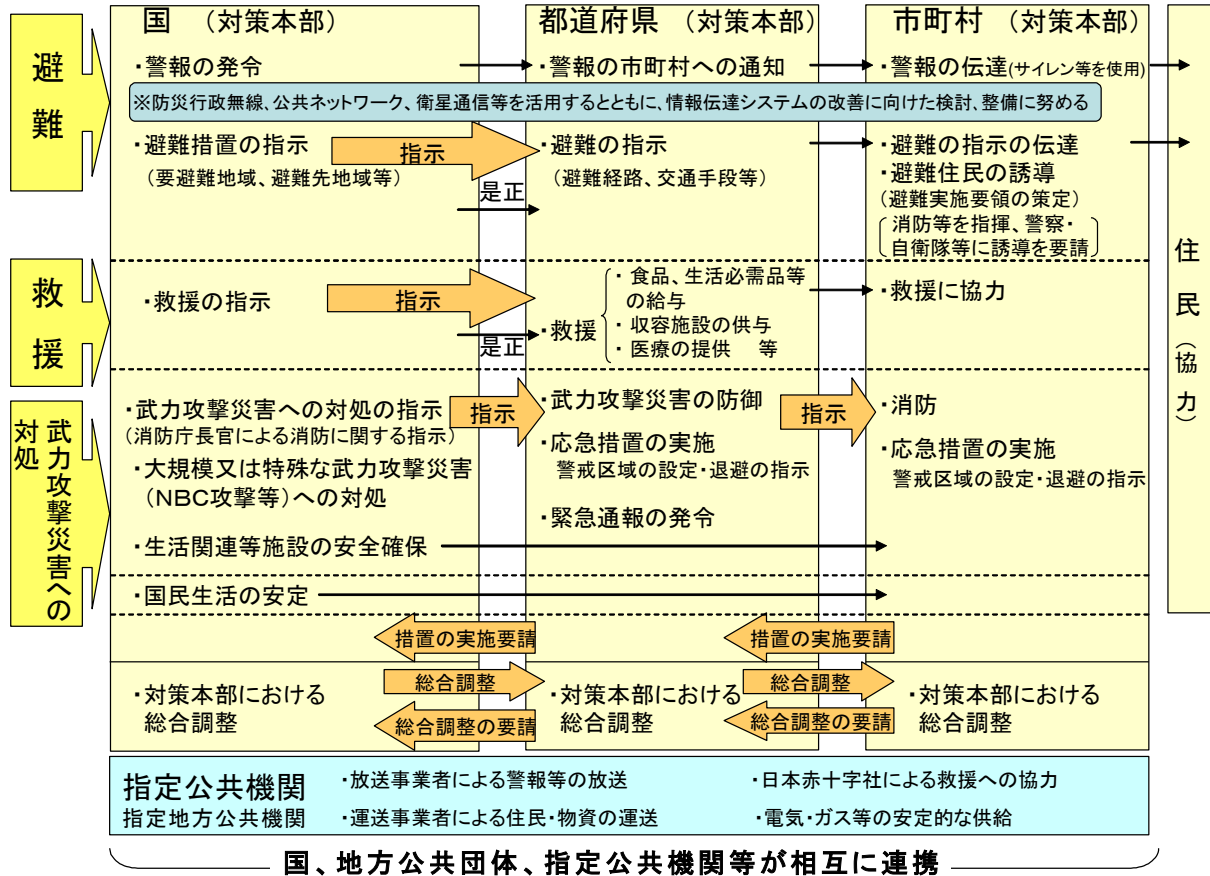 国 (対策本部)
都道府県 (対策本部)
市町村 (対策本部)
避難
・警報の発令
・警報の市町村への通知
・警報の伝達(サイレン等を使用)
※防災行政無線、公共ネットワーク、衛星通信等を活用するとともに、情報伝達システムの改善に向けた検討、整備に努める
・避難措置の指示
(要避難地域、避難先地域等)
指示
是正
・避難の指示
(避難経路、交通手段等)
・避難の指示の伝達
・避難住民の誘導
(避難実施要領の策定)
消防等を指揮、警察・
自衛隊等に誘導を要請
救援
・救援の指示
指示
是正
・救援
・食品、生活必需品等
の給与
・収容施設の供与
・医療の提供 等
・救援に協力
武力攻撃災害への
対処
・武力攻撃災害への対処の指示
(消防庁長官による消防に関する指示)
・大規模又は特殊な武力攻撃災害
(NBC攻撃等)への対処
指示
・武力攻撃災害の防御
・応急措置の実施
警戒区域の設定・退避の指示
・緊急通報の発令
指示
・消防
・応急措置の実施
警戒区域の設定・退避の指示
・生活関連等施設の安全確保
・国民生活の安定
措置の実施要請
措置の実施要請
・対策本部における
総合調整
総合調整
総合調整の要請
・対策本部における
総合調整
総合調整
総合調整の要請
・対策本部における
総合調整
住民(協力)
指定公共機関
指定地方公共機関
・放送事業者による警報等の放送
・日本赤十字社による救援への協力
・運送事業者による住民・物資の運送
・電気・ガス等の安定的な供給
国、地方公共団体、指定公共機関等が相互に連携